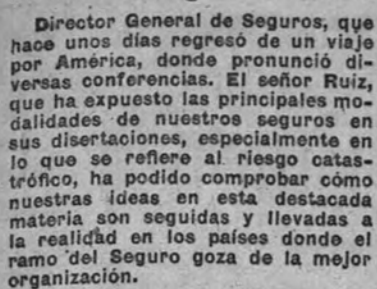 Director General de Seguros, que
hace unos días regresó de un viaje
por América, donde pronunció di-
versas conferencias. El señor Ruíz,
que ha expuesto las principales mo-
dalidades de nuestros seguros en
sus disertaciones, especialmente en
lo que se refiere al riesgo catas-
trófico, ha podido comprobar cómo
nuestras ideas en esta destacada
materia son seguidas y llevadas a
la realidad en los países donde el
ramo del Seguro goza de la mejor
organización.